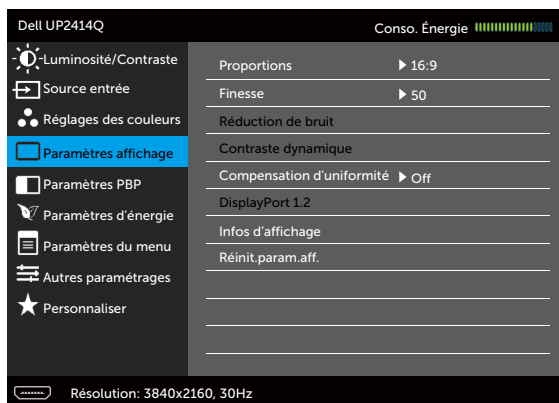 Dell UP2414Q
Conso. Énergie
Luminosité/Contraste
Source entrée
Réglages des couleurs
Paramètres affichage
Paramètres PBP
Paramètres d'énergie
Paramètres du menu
Autres paramétrages
Personnaliser
Proportions 16:9
Finesse 50
Réduction de bruit
Contraste dynamique
Compensation d'uniformité Off
DisplayPort 1.2
Infos d’affichage
Réinit.param.aff.
Résolution: 3840x2160, 30Hz